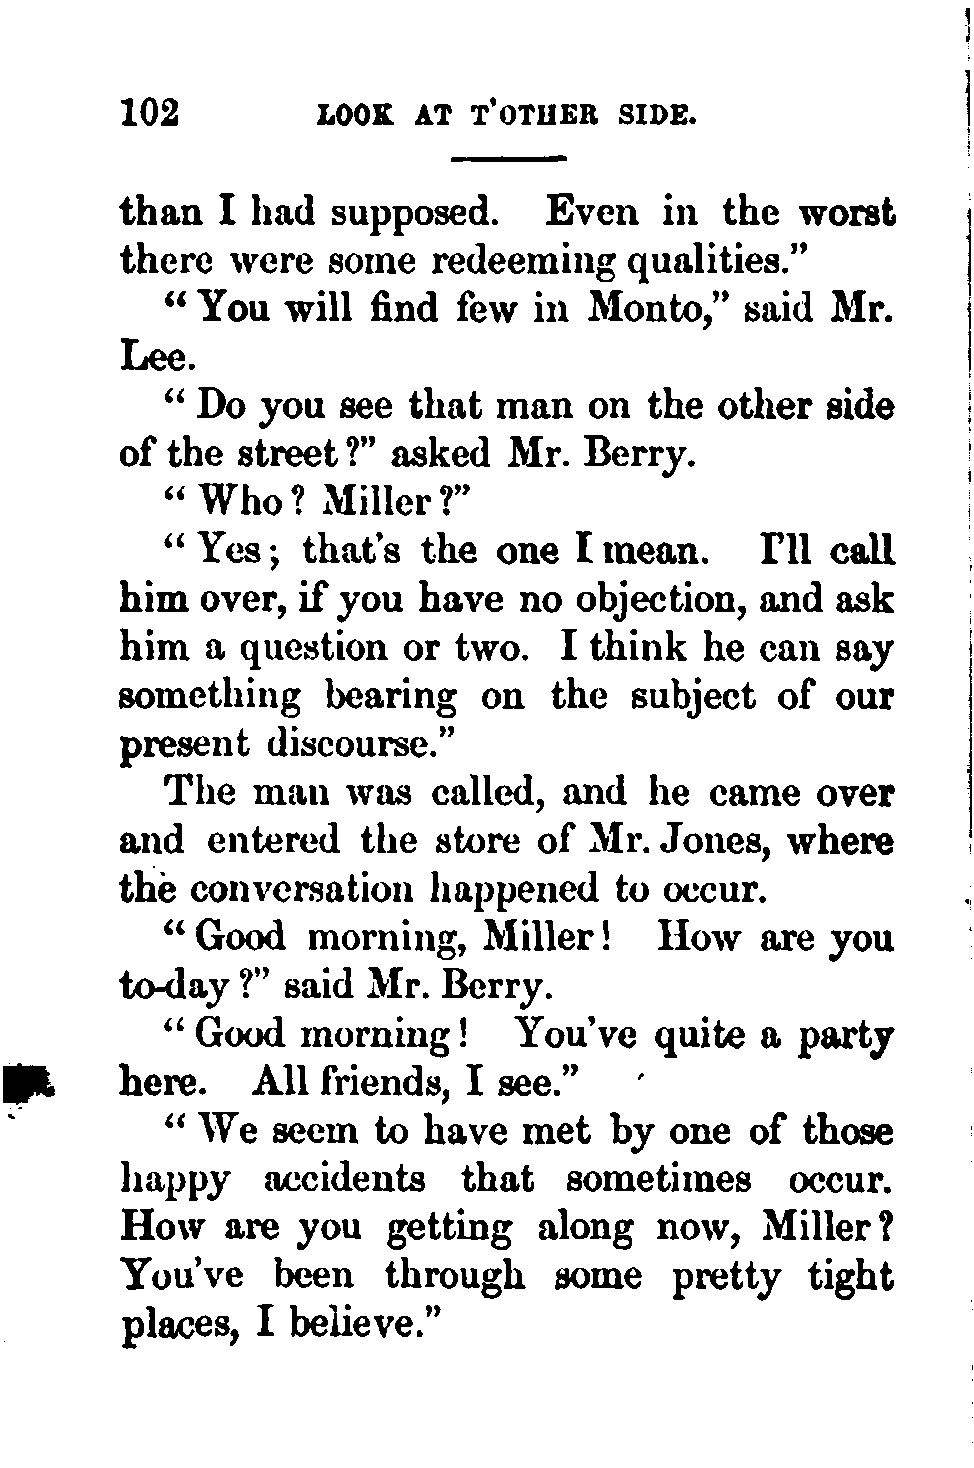 102 LOOK AT T'OTHER SIDE.
than I had supposed. Even in the worst
there were some redeeming qualities."
"You will find few in Monto," said Mr.
Lee.
"Do you see that man on the other side
of the street?" asked Mr. Berry.
"Who? Miller?"
"Yes; that's the one I mean. I'll call
him over, if you have no objection, and ask
him a question or two. I think he can say
something bearing on the subject of our
present discourse."
The man was called, and he came over
and entered the store of Mr. Jones, where
the conversation happened to occur.
"Good morning, Miller! How are you
to-day?" said Mr. Berry.
"Good morning! You've quite a party
here. All friends, I see."
"We seem to have met by one of those
happy accidents that sometimes occur.
How are you getting along now, Miller?
You've been through some pretty tight
places, I believe."